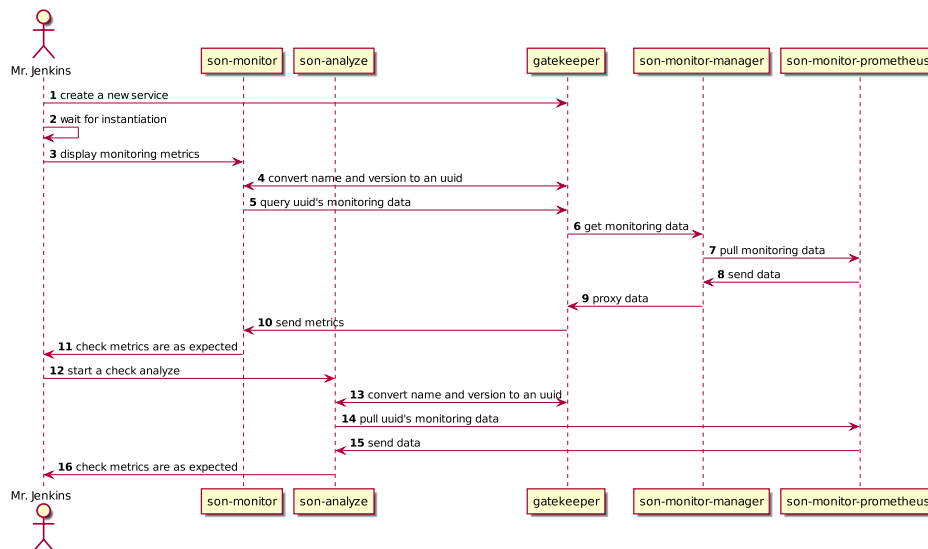 Mr. Jenkins
son-monitor
son-analyze
gatekeeper
son-monitor-manager
son-monitor-prometheus
1 create a new service
2 wait for instantiation
3 display monitoring metrics
4 convert name and version to an uuid
5 query uuid's monitoring data
6 get monitoring data
7 pull monitoring data
8 send data
9 proxy data
10 send metrics
11 check metrics are as expected
12 start a check analyze
13 convert name and version to an uuid
14 pull uuid's monitoring data
15 send data
16 check metrics are as expected
Mr. Jenkins
son-monitor
son-analyze
gatekeeper
son-monitor-manager
son-monitor-prometheus